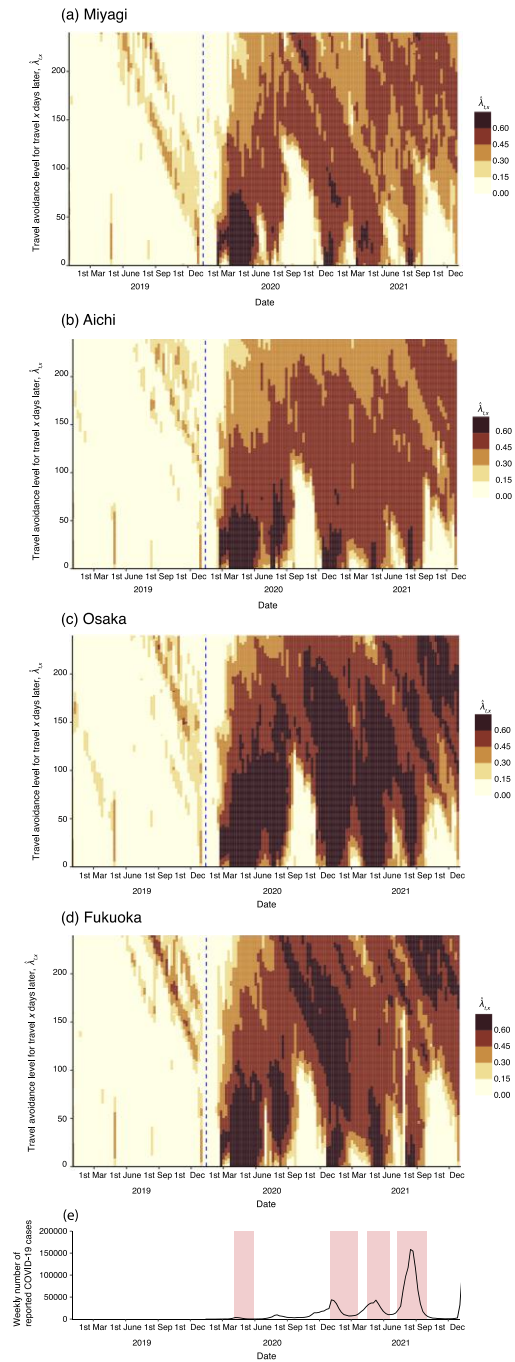 (a) Miyagi
Travel avoidance level for travel x days later, λ̂t,x
200
150
100
50
0
1st Mar 1st June 1st Sep 1st Dec 1st Mar 1st June 1st Sep 1st Dec 1st Mar 1st June 1st Sep 1st Dec
2019 2020 2021
Date
λ̂t,x
0.60
0.45
0.30
0.15
0.00
(b) Aichi
Travel avoidance level for travel x days later, λ̂t,x
200
150
100
50
0
1st Mar 1st June 1st Sep 1st Dec 1st Mar 1st June 1st Sep 1st Dec 1st Mar 1st June 1st Sep 1st Dec
2019 2020 2021
Date
λ̂t,x
0.60
0.45
0.30
0.15
0.00
(c) Osaka
Travel avoidance level for travel x days later, λ̂t,x
200
150
100
50
0
1st Mar 1st June 1st Sep 1st Dec 1st Mar 1st June 1st Sep 1st Dec 1st Mar 1st June 1st Sep 1st Dec
2019 2020 2021
Date
λ̂t,x
0.60
0.45
0.30
0.15
0.00
(d) Fukuoka
Travel avoidance level for travel x days later, λ̂t,x
200
150
100
50
0
1st Mar 1st June 1st Sep 1st Dec 1st Mar 1st June 1st Sep 1st Dec 1st Mar 1st June 1st Sep 1st Dec
2019 2020 2021
Date
λ̂t,x
0.60
0.45
0.30
0.15
0.00
(e)
Weekly number of
reported COVID-19 cases
200000
150000
100000
50000
0
1st Mar 1st June 1st Sep 1st Dec 1st Mar 1st June 1st Sep 1st Dec 1st Mar 1st June 1st Sep 1st Dec
2019 2020 2021
Date